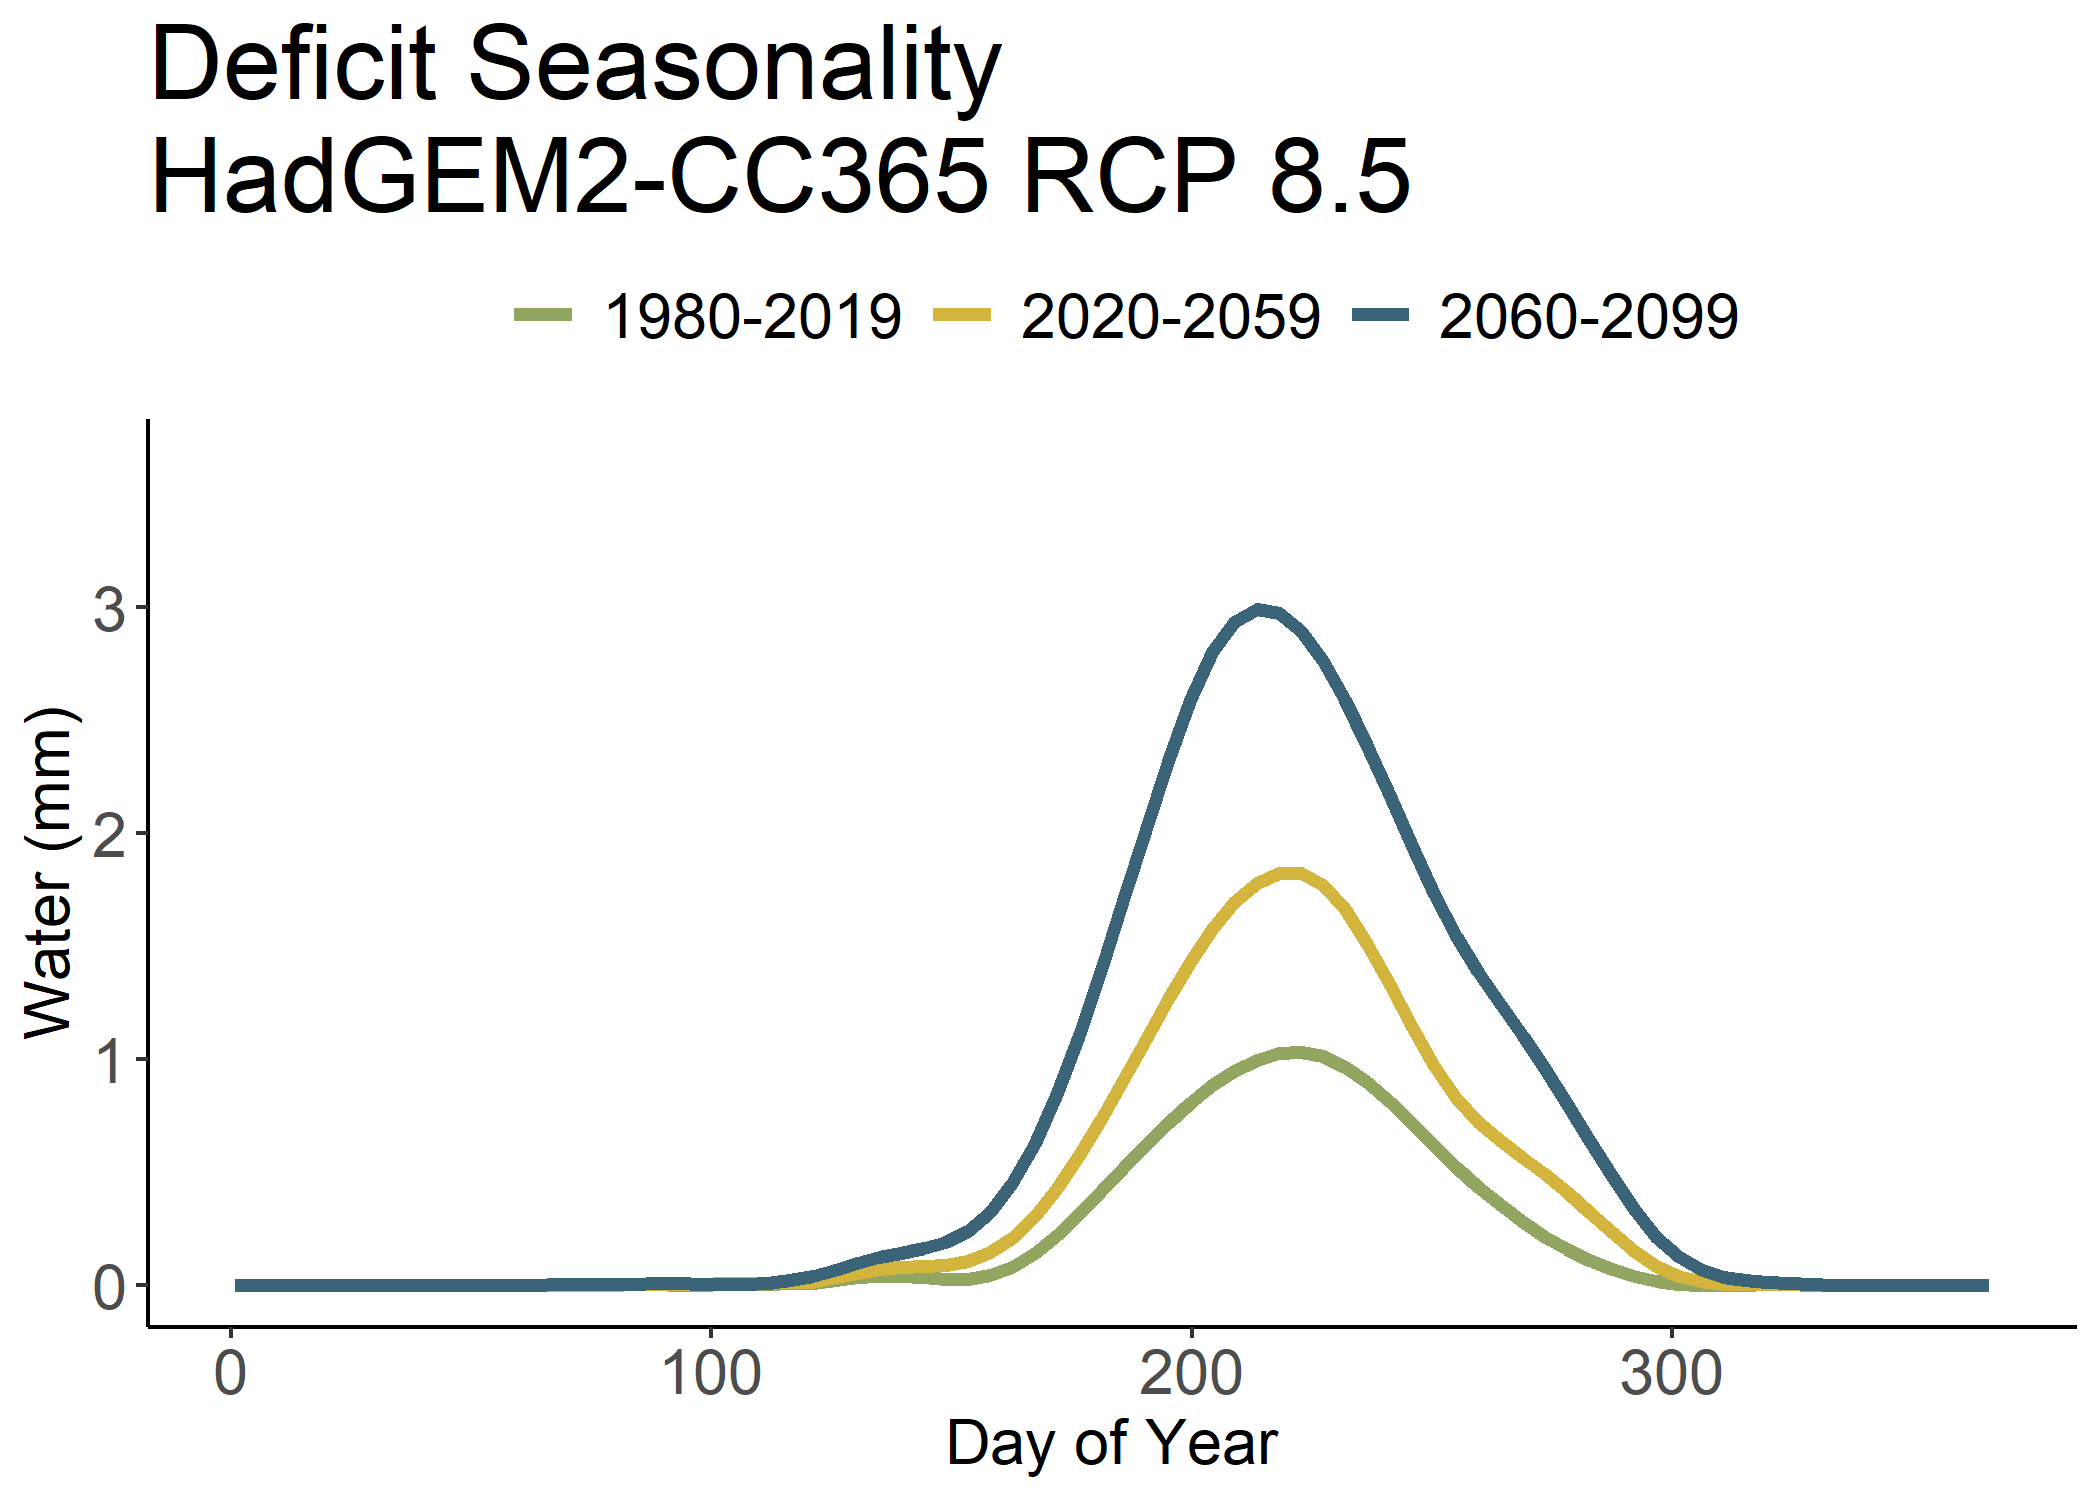 Deficit Seasonality
HadGEM2-CC365 RCP 8.5
1980-2019 2020-2059 2060-2099
Water (mm)
3
2
1
0
0 100 200 300
Day of Year